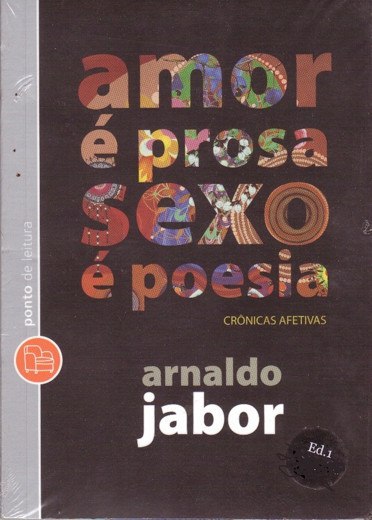 amor
é prosa
sexo
é poesia
CRÔNICAS AFETIVAS
arnaldo
jabor
ponto de leitura
Ed.1